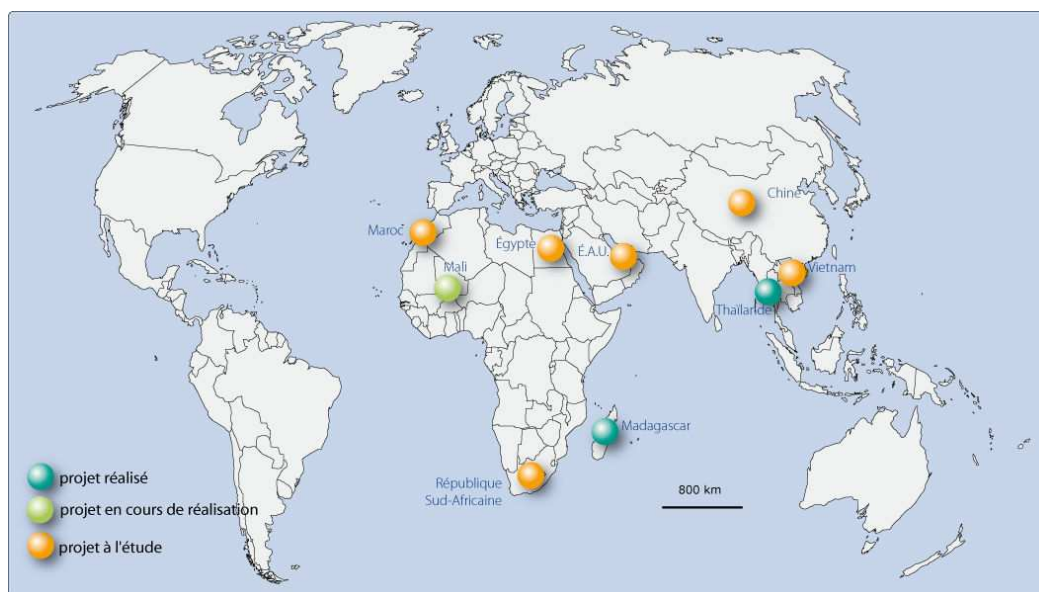 Chine
Maroc
Égypte
É.A.U.
Mali
Vietnam
Thaïlande
Madagascar
République
Sud-Africaine
800 km
projet réalisé
projet en cours de réalisation
projet à l'étude